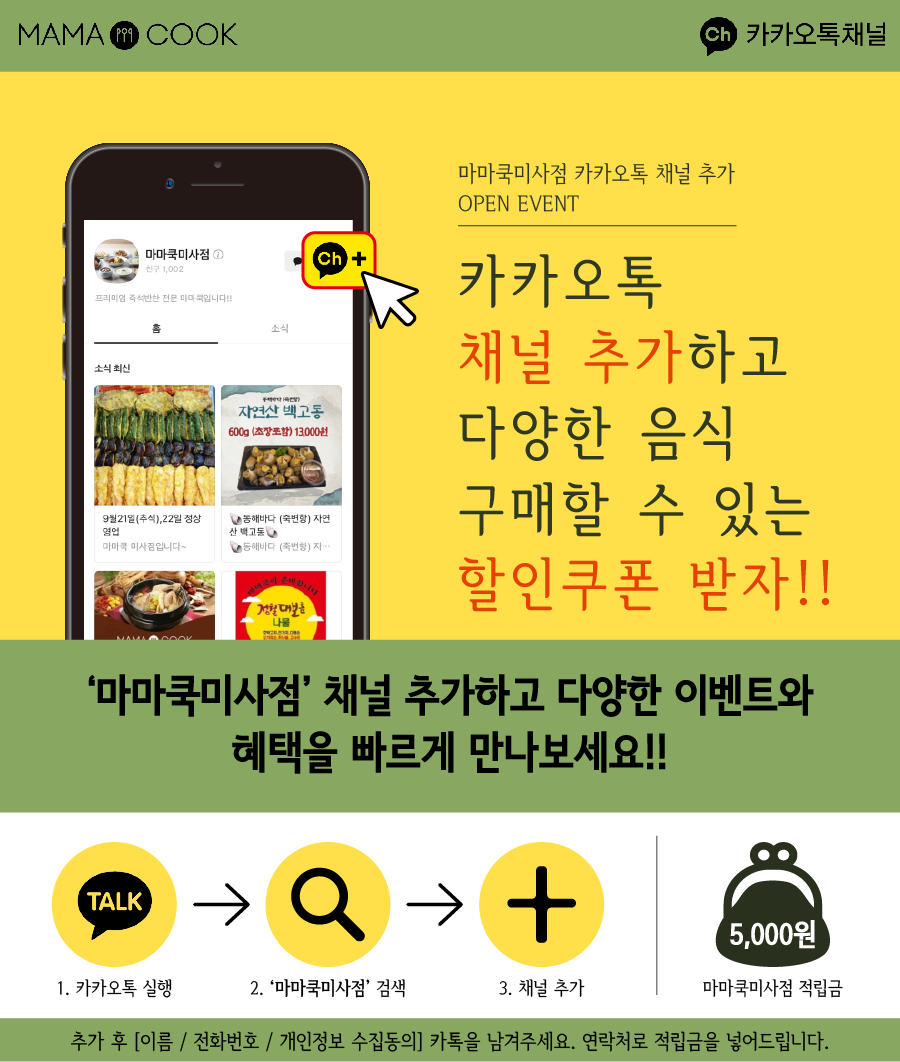 MAMA COOK
Ch 카카오톡채널
마마쿡미사점 카카오톡 채널 추가
OPEN EVENT
카카오톡
채널 추가하고
다양한 음식
구매할 수 있는
할인쿠폰 받자!!
마마쿡미사점
친구 1,002
Ch +
프리미엄 즉석반찬 전문 마마쿡입니다!!
홈 소식
소식 최신
동해바다 (죽변항)
자연산 백고동
600g (초장포함) 13,000원
9월21일(추석),22일 정상
영업
마마쿡 미사점입니다~
동해바다 (죽변항) 자연
산 백고동
동해바다 (죽변항) 자…
MAMA COOK
정월대보름
나물
‘마마쿡미사점’ 채널 추가하고 다양한 이벤트와
혜택을 빠르게 만나보세요!!
TALK
5,000원
1. 카카오톡 실행
2. ‘마마쿡미사점’ 검색
3. 채널 추가
마마쿡미사점 적립금
추가 후 [이름 / 전화번호 / 개인정보 수집동의] 카톡을 남겨주세요. 연락처로 적립금을 넣어드립니다.